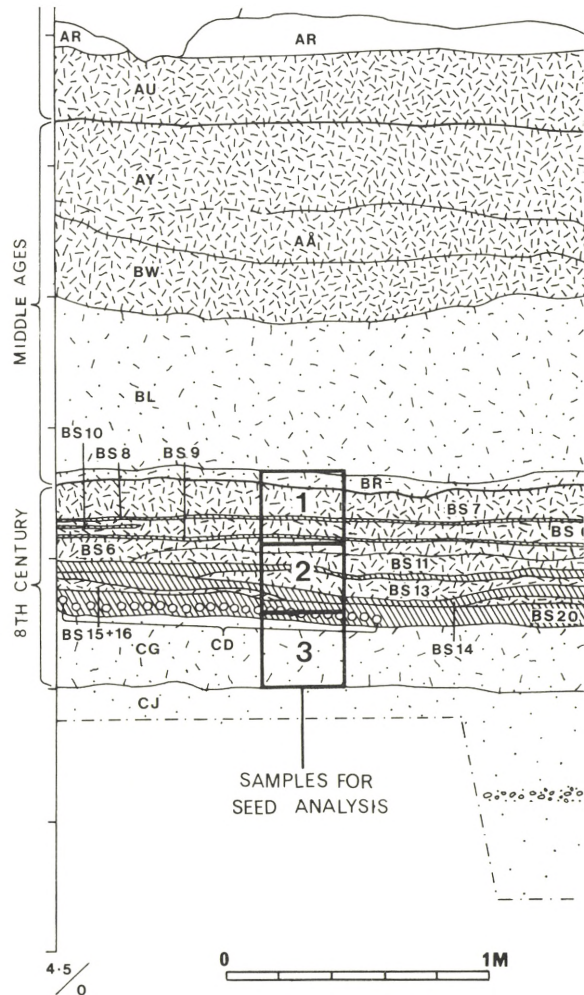 AR
AR
AU
AY
AÅ
BW
MIDDLE AGES
BL
BS10
BS8
BS9
BR
1
BS7
BS
BS6
2
BS11
BS13
8TH CENTURY
BS20
BS15+16
CD
BS14
CG
3
CJ
SAMPLES FOR
SEED ANALYSIS
4·5
0
0
1M